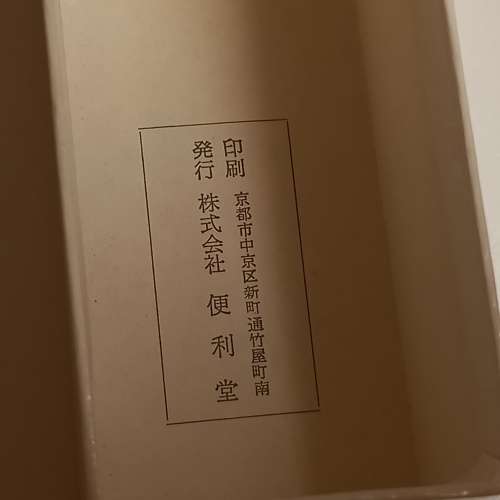 印刷
発行
京都市中京区新町通竹屋町南
株式会社 便利堂